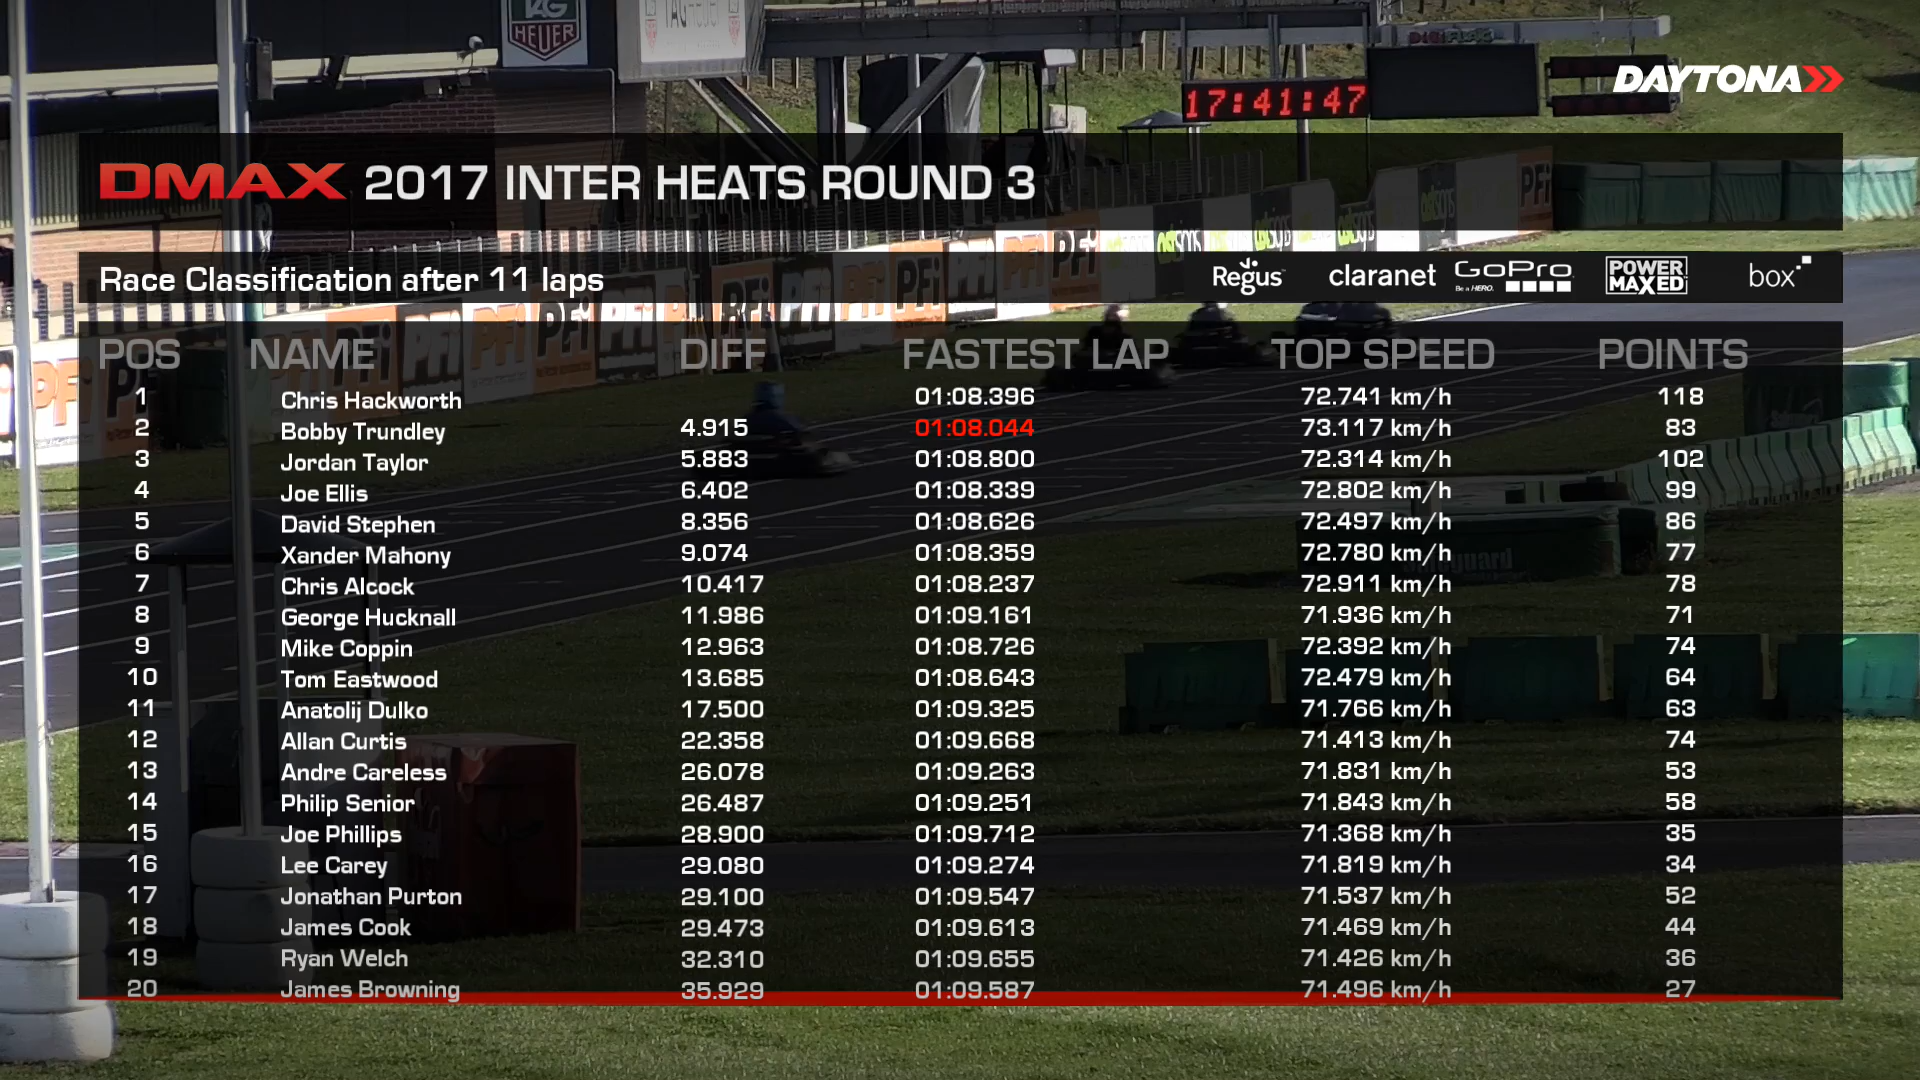 TAG
HEUER
TAG HEUER
DIGIFLAG
17:41:47
DAYTONA
DMAX 2017 INTER HEATS ROUND 3
Race Classification after 11 laps
Regus claranet GoPro Be a HERO. POWER MAXED box
POS NAME DIFF FASTEST LAP TOP SPEED POINTS
1 Chris Hackworth 01:08.396 72.741 km/h 118
2 Bobby Trundley 4.915 01:08.044 73.117 km/h 83
3 Jordan Taylor 5.883 01:08.800 72.314 km/h 102
4 Joe Ellis 6.402 01:08.339 72.802 km/h 99
5 David Stephen 8.356 01:08.626 72.497 km/h 86
6 Xander Mahony 9.074 01:08.359 72.780 km/h 77
7 Chris Alcock 10.417 01:08.237 72.911 km/h 78
8 George Hucknall 11.986 01:09.161 71.936 km/h 71
9 Mike Coppin 12.963 01:08.726 72.392 km/h 74
10 Tom Eastwood 13.685 01:08.643 72.479 km/h 64
11 Anatolij Dulko 17.500 01:09.325 71.766 km/h 63
12 Allan Curtis 22.358 01:09.668 71.413 km/h 74
13 Andre Careless 26.078 01:09.263 71.831 km/h 53
14 Philip Senior 26.487 01:09.251 71.843 km/h 58
15 Joe Phillips 28.900 01:09.712 71.368 km/h 35
16 Lee Carey 29.080 01:09.274 71.819 km/h 34
17 Jonathan Purton 29.100 01:09.547 71.537 km/h 52
18 James Cook 29.473 01:09.613 71.469 km/h 44
19 Ryan Welch 32.310 01:09.655 71.426 km/h 36
20 James Browning 35.929 01:09.587 71.496 km/h 27